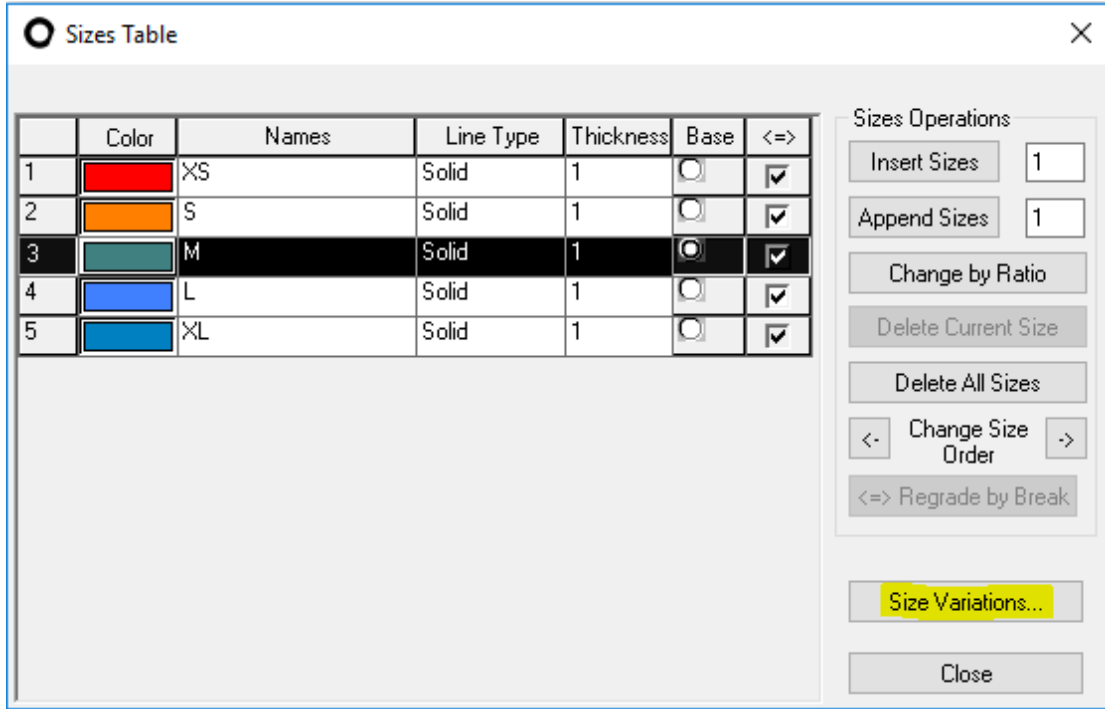 Sizes Table
Color Names Line Type Thickness Base <=>
1 XS Solid 1
2 S Solid 1
3 M Solid 1
4 L Solid 1
5 XL Solid 1
Sizes Operations
Insert Sizes 1
Append Sizes 1
Change by Ratio
Delete Current Size
Delete All Sizes
<- Change Size ->
Order
<=> Regrade by Break
Size Variations...
Close